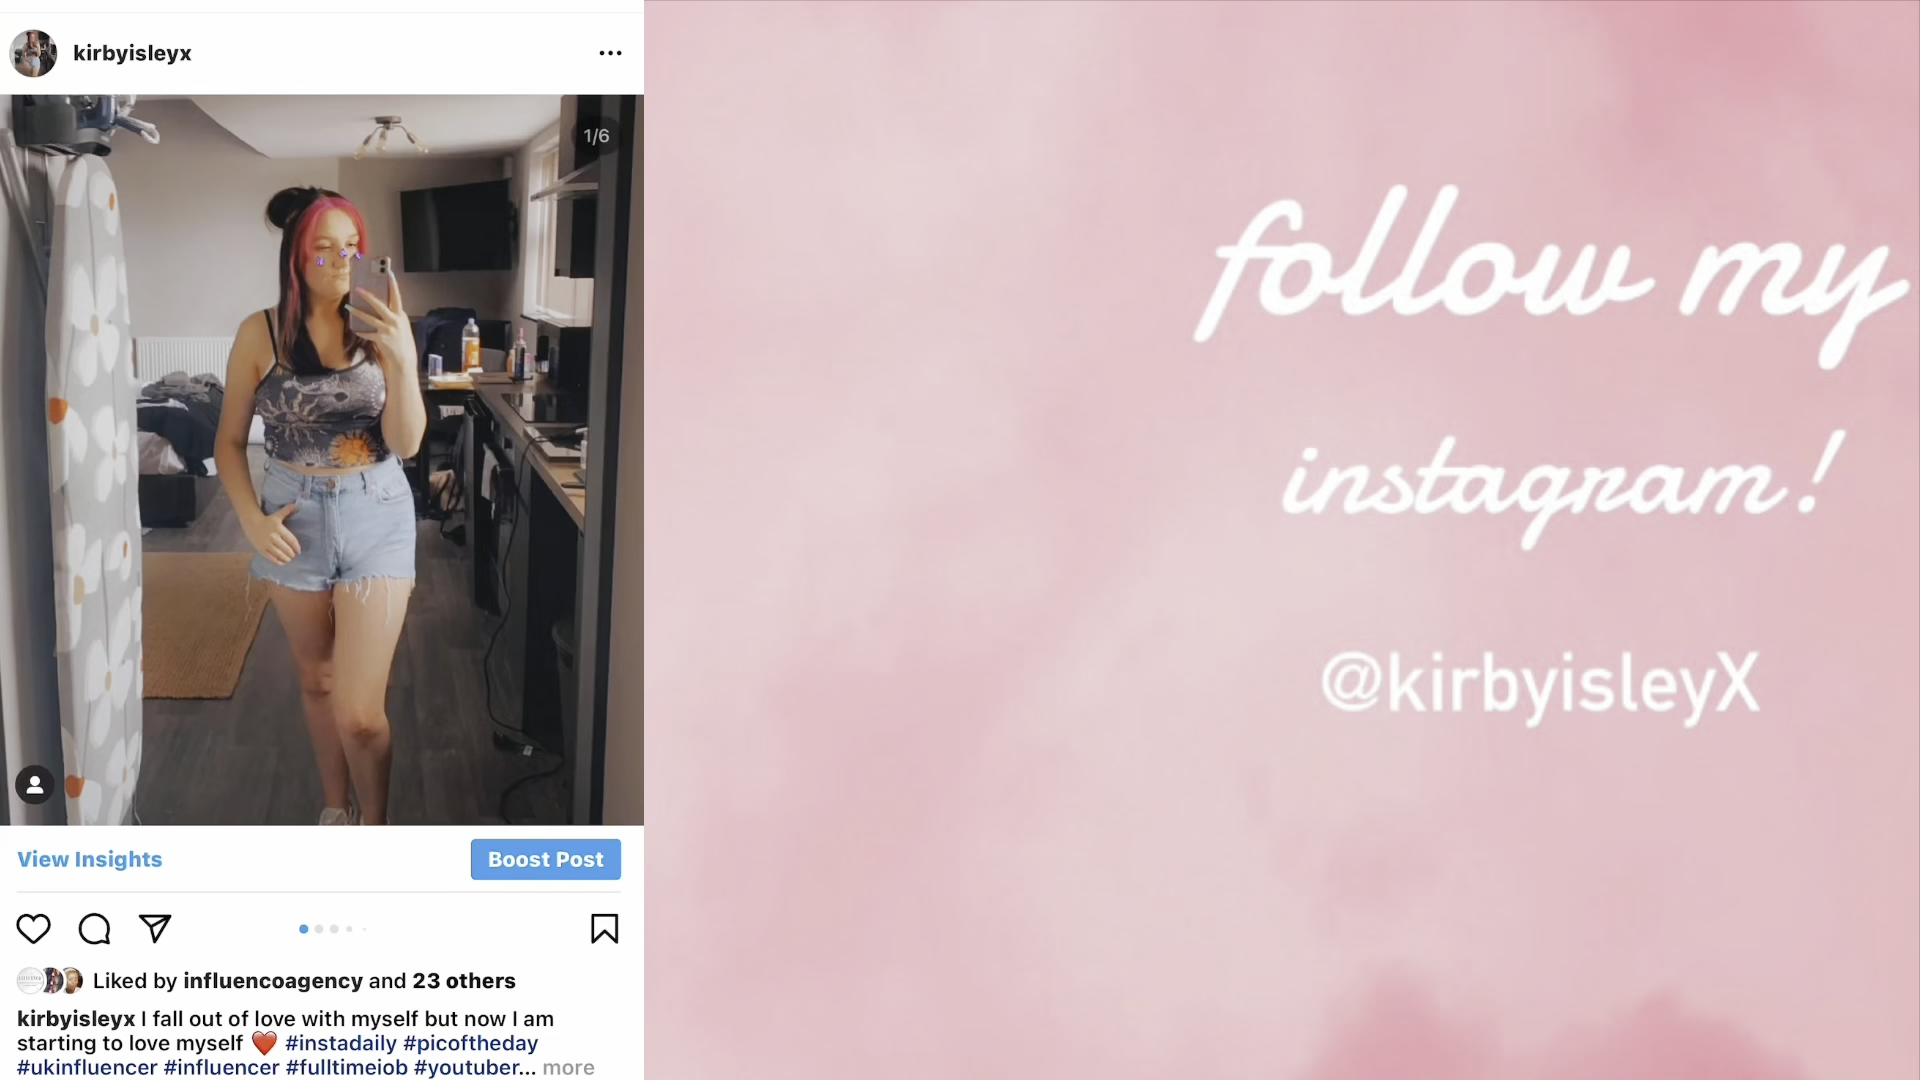 kirbyisleyx
1/6
View Insights
Boost Post
Liked by influencoagency and 23 others
kirbyisleyx I fall out of love with myself but now I am
starting to love myself ❤️ #instadaily #picoftheday
#ukinfluencer #influencer #fulltimejob #youtuber... more
follow my
instagram!
@kirbyisleyX